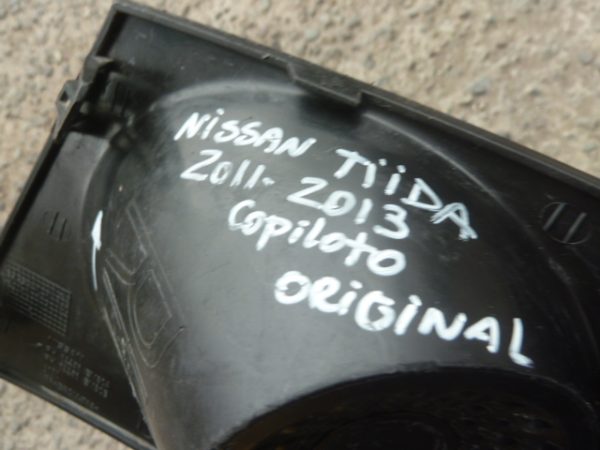 NISSAN TIIDA
2011-2013
Copiloto
ORIGINAL